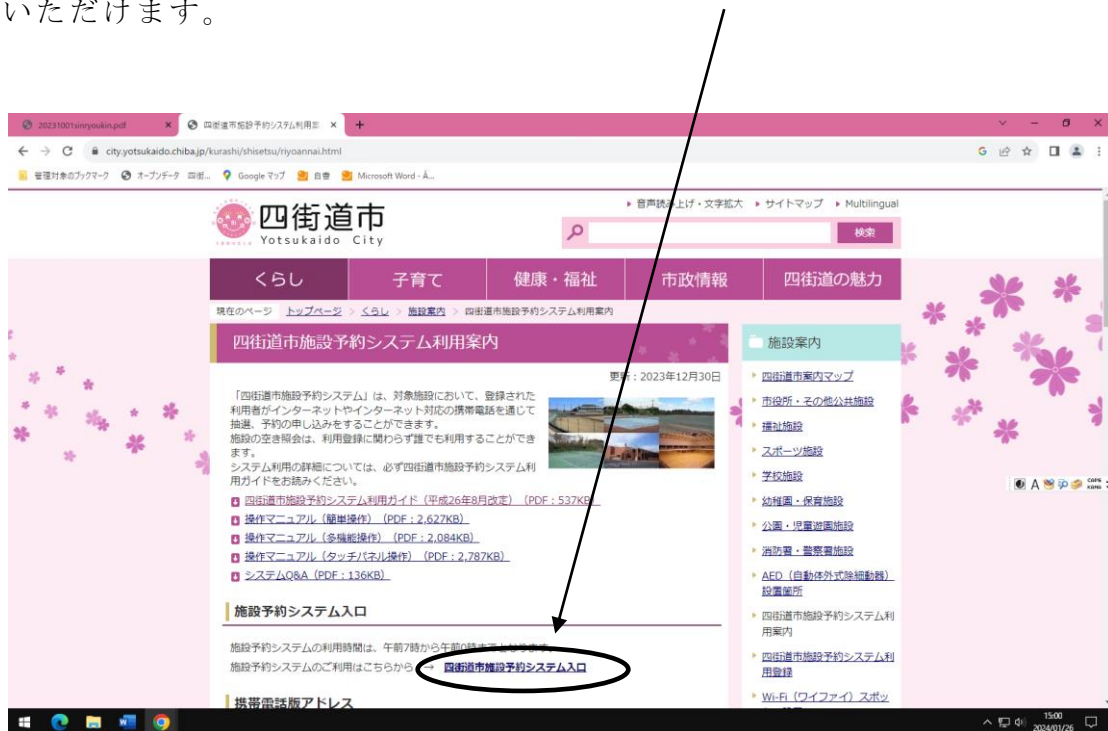 いただけます。
20231001sinryoukin.pdf
四街道市施設予約システム利用案
city.yotsukaido.chiba.jp/kurashi/shisetsu/riyoannai.html
管理対象のブックマーク オープンデータ 四街... Google マップ 自書 Microsoft Word - Â...
音声読み上げ・文字拡大 サイトマップ Multilingual
四街道市
Yotsukaido City
検索
くらし 子育て 健康・福祉 市政情報 四街道の魅力
現在のページ トップページ > くらし > 施設案内 > 四街道市施設予約システム利用案内
四街道市施設予約システム利用案内
更新:2023年12月30日
「四街道市施設予約システム」は、対象施設において、登録された
利用者がインターネットやインターネット対応の携帯電話を通じて
抽選、予約の申し込みをすることができます。
施設の空き照会は、利用登録に関わらず誰でも利用することができ
ます。
システム利用の詳細については、必ず四街道市施設予約システム利
用ガイドをお読みください。
四街道市施設予約システム利用ガイド(平成26年8月改定)(PDF:537KB)
操作マニュアル(簡単操作)(PDF:2,627KB)
操作マニュアル(多機能操作)(PDF:2,084KB)
操作マニュアル(タッチパネル操作)(PDF:2,787KB)
システムQ&A(PDF:136KB)
施設予約システム入口
施設予約システムの利用時間は、午前7時から午前0時までとなります。
施設予約システムのご利用はこちらから → 四街道市施設予約システム入口
携帯電話版アドレス
施設案内
四街道市案内マップ
市役所・その他公共施設
福祉施設
スポーツ施設
学校施設
幼稚園・保育施設
公園・児童遊園施設
消防署・警察署施設
AED(自動体外式除細動器)
設置箇所
四街道市施設予約システム利
用案内
四街道市施設予約システム利
用登録
Wi-Fi(ワイファイ)スポッ
A CAPS
KANA
15:00
2024/01/26